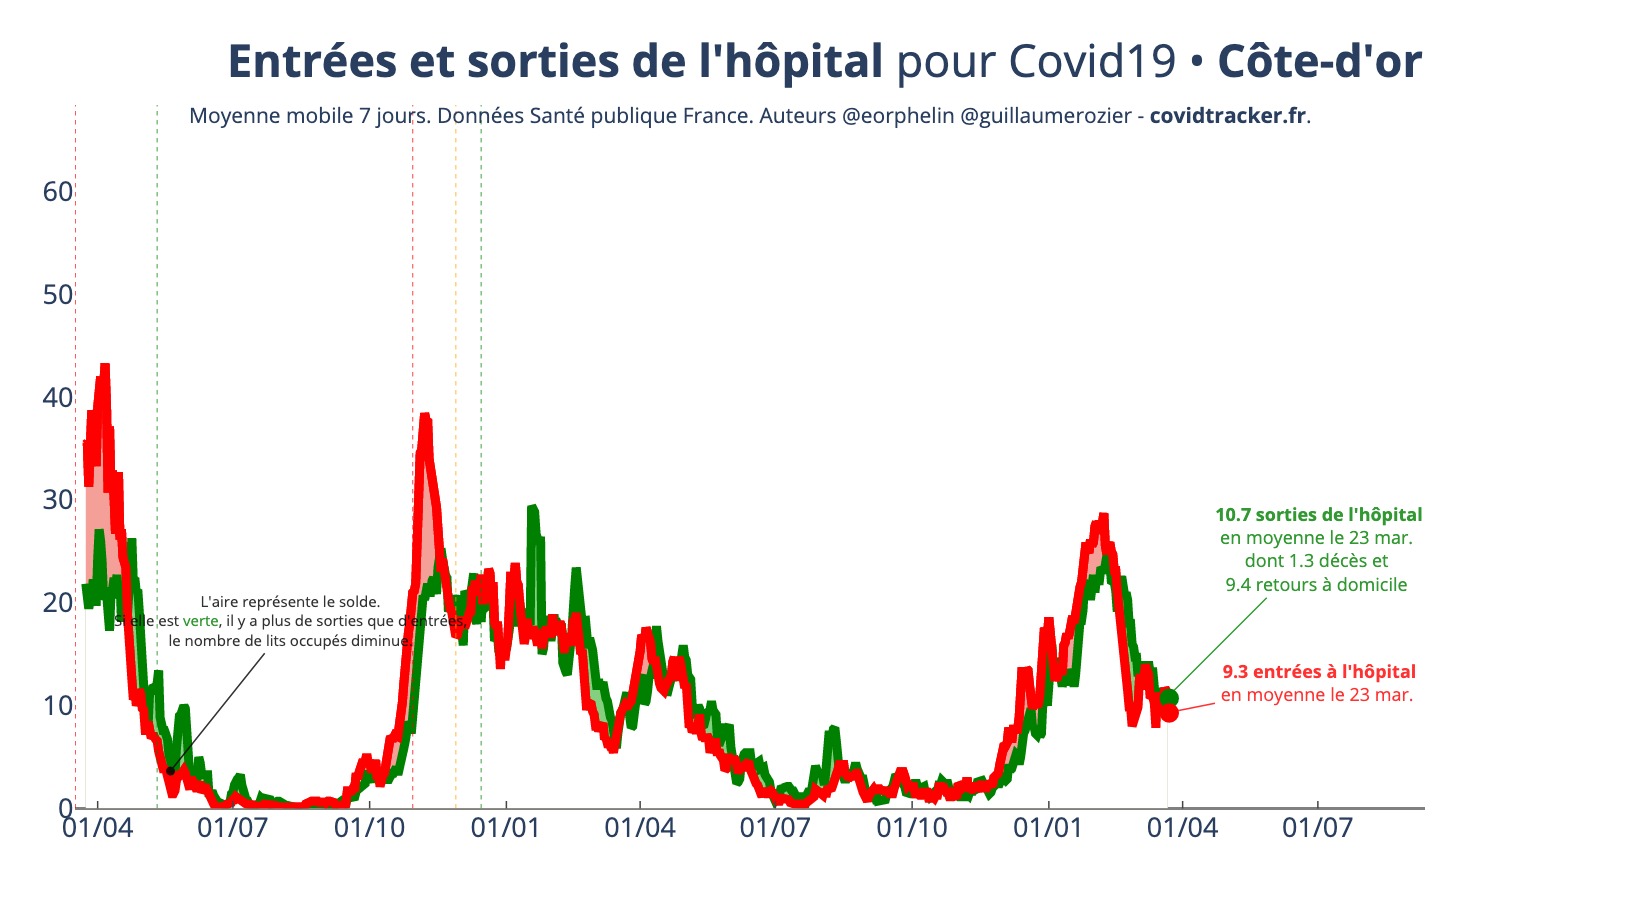 Entrées et sorties de l'hôpital pour Covid19 • Côte-d'or
Moyenne mobile 7 jours. Données Santé publique France. Auteurs @eorphelin @guillaumerozier - covidtracker.fr.
60
50
40
30
20
10
0
L'aire représente le solde.
Si elle est verte, il y a plus de sorties que d'entrées,
le nombre de lits occupés diminue.
10.7 sorties de l'hôpital
en moyenne le 23 mar.
dont 1.3 décès et
9.4 retours à domicile
9.3 entrées à l'hôpital
en moyenne le 23 mar.
01/04 01/07 01/10 01/01 01/04 01/07 01/10 01/01 01/04 01/07